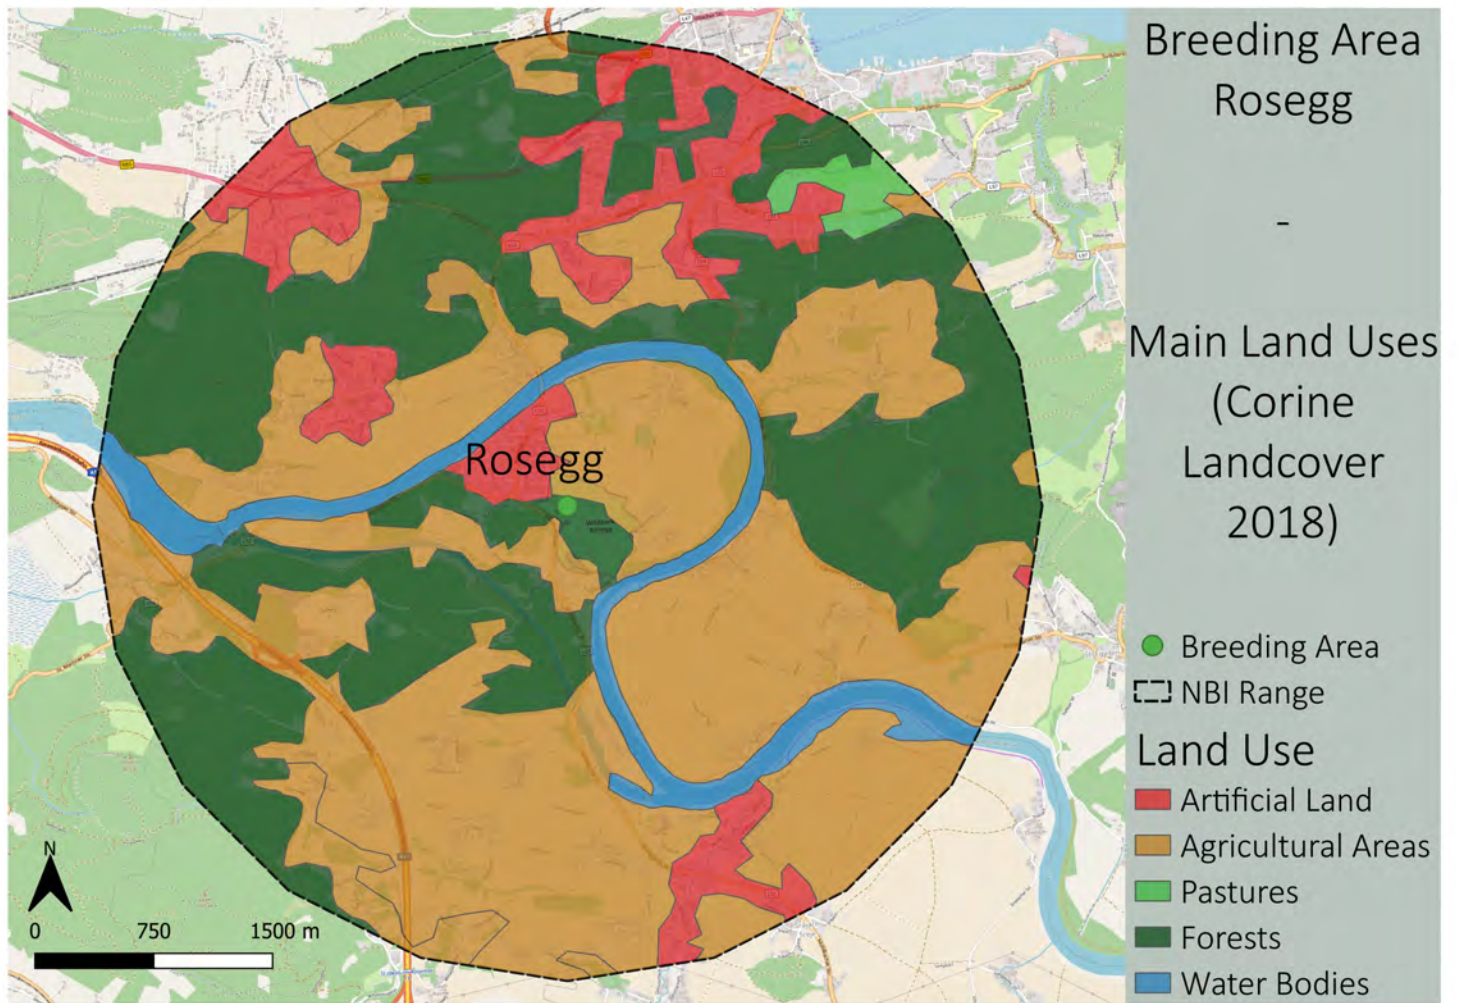 Breeding Area
Rosegg
-
Main Land Uses
(Corine
Landcover
2018)
Breeding Area
NBI Range
Land Use
Artificial Land
Agricultural Areas
Pastures
Forests
Water Bodies
Rosegg
N
0 750 1500 m
L97